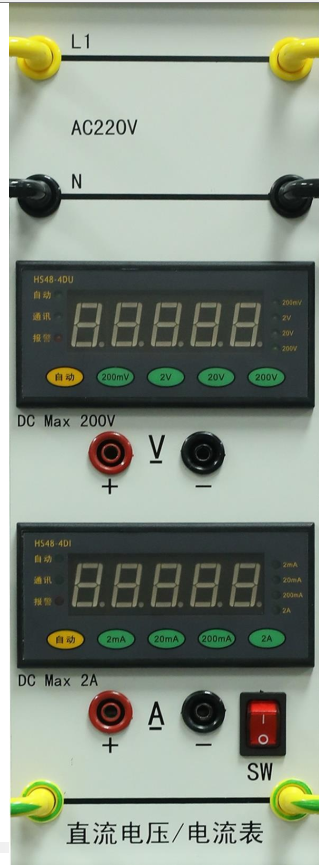 L1
AC220V
N
HS48-4DU
自动
通讯
报警
200mV
2V
20V
200V
自动 200mV 2V 20V 200V
DC Max 200V
V
+ −
HS48-4DI
自动
通讯
报警
2mA
20mA
200mA
2A
自动 2mA 20mA 200mA 2A
DC Max 2A
A
+ −
SW
直流电压/电流表